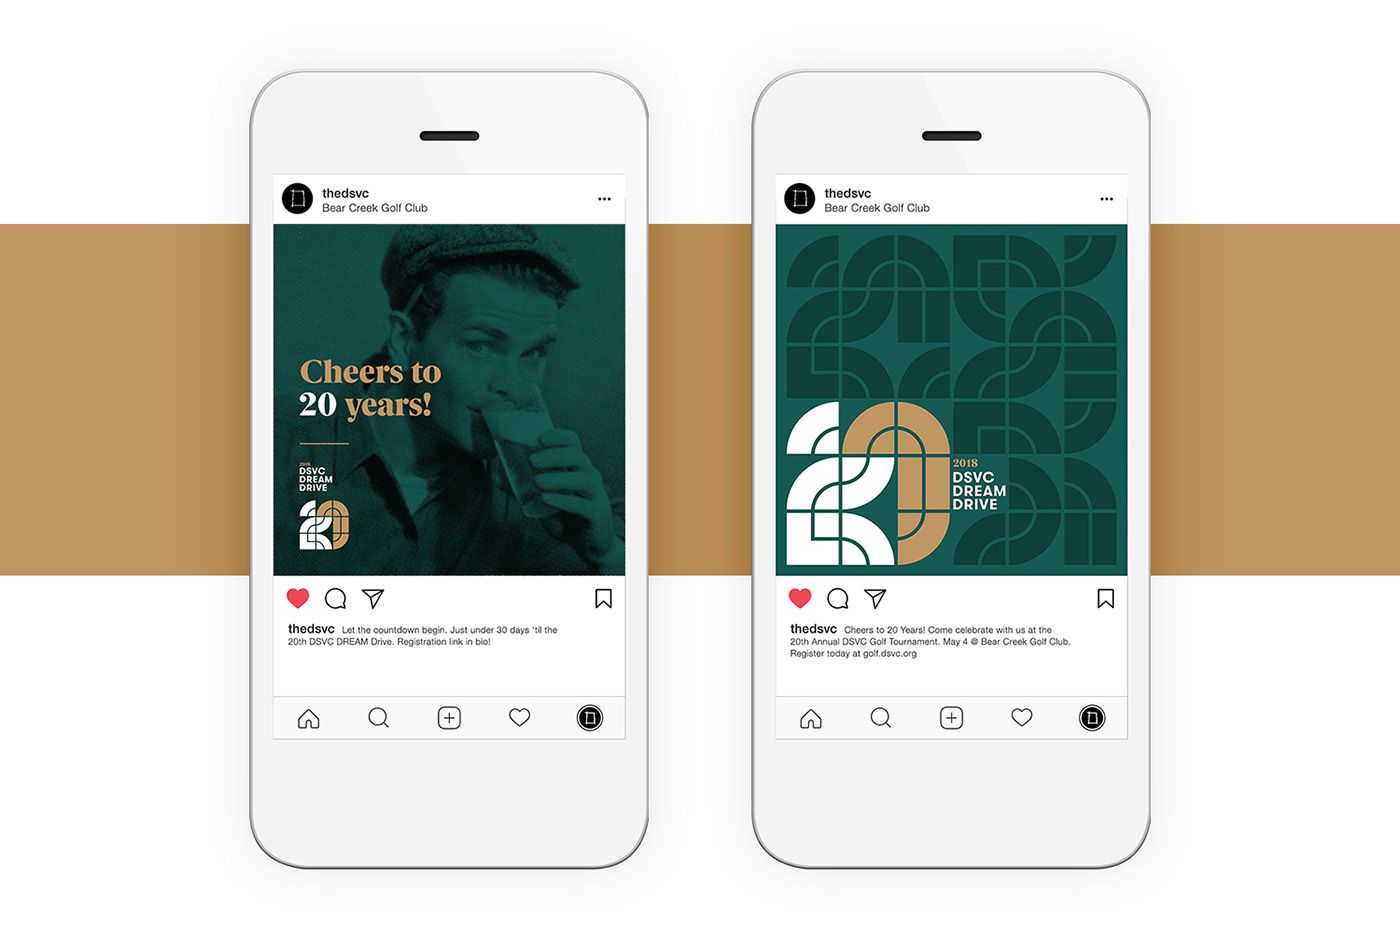 thedsvc
Bear Creek Golf Club
Cheers to
20 years!
2018
DSVC
DREAM
DRIVE
20
thedsvc Let the countdown begin. Just under 30 days 'til the
20th DSVC DREAM Drive. Registration link in bio!
thedsvc
Bear Creek Golf Club
20
2018
DSVC
DREAM
DRIVE
thedsvc Cheers to 20 Years! Come celebrate with us at the
20th Annual DSVC Golf Tournament. May 4 @ Bear Creek Golf Club.
Register today at golf.dsvc.org